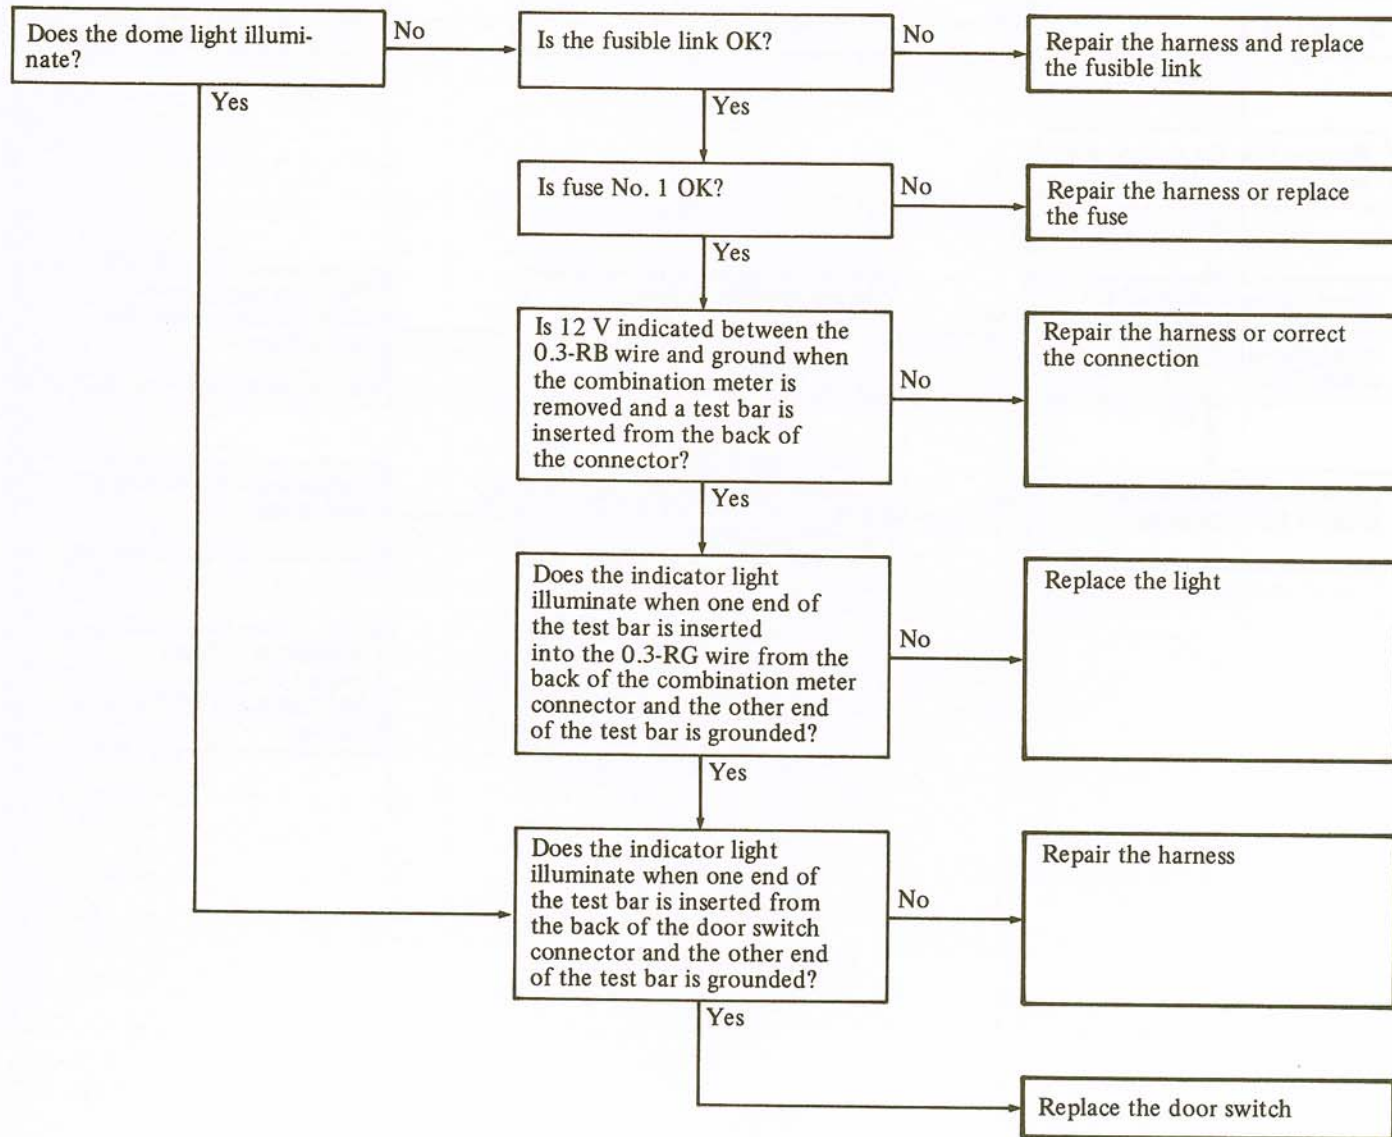 Does the dome light illumi-
nate?
No
Is the fusible link OK?
No
Repair the harness and replace
the fusible link
Yes
Yes
Is fuse No. 1 OK?
No
Repair the harness or replace
the fuse
Yes
Is 12 V indicated between the
0.3-RB wire and ground when
the combination meter is
removed and a test bar is
inserted from the back of
the connector?
No
Repair the harness or correct
the connection
Yes
Does the indicator light
illuminate when one end of
the test bar is inserted
into the 0.3-RG wire from the
back of the combination meter
connector and the other end
of the test bar is grounded?
No
Replace the light
Yes
Does the indicator light
illuminate when one end of
the test bar is inserted from
the back of the door switch
connector and the other end
of the test bar is grounded?
No
Repair the harness
Yes
Replace the door switch